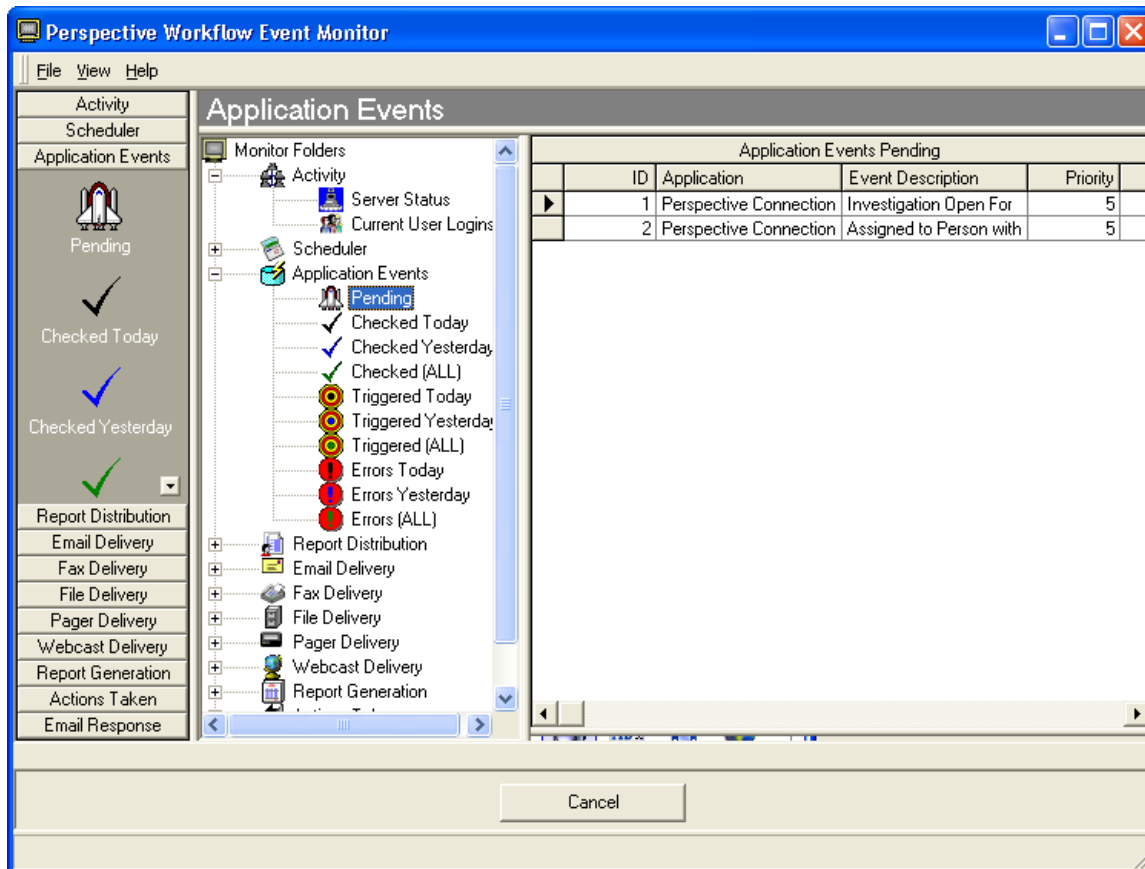 Perspective Workflow Event Monitor
File View Help
Activity
Scheduler
Application Events
Pending
Checked Today
Checked Yesterday
Report Distribution
Email Delivery
Fax Delivery
File Delivery
Pager Delivery
Webcast Delivery
Report Generation
Actions Taken
Email Response
Application Events
Monitor Folders
Activity
Server Status
Current User Logins
Scheduler
Application Events
Pending
Checked Today
Checked Yesterday
Checked (ALL)
Triggered Today
Triggered Yesterday
Triggered (ALL)
Errors Today
Errors Yesterday
Errors (ALL)
Report Distribution
Email Delivery
Fax Delivery
File Delivery
Pager Delivery
Webcast Delivery
Report Generation
Application Events Pending
ID Application Event Description Priority
1 Perspective Connection Investigation Open For 5
2 Perspective Connection Assigned to Person with 5
Cancel